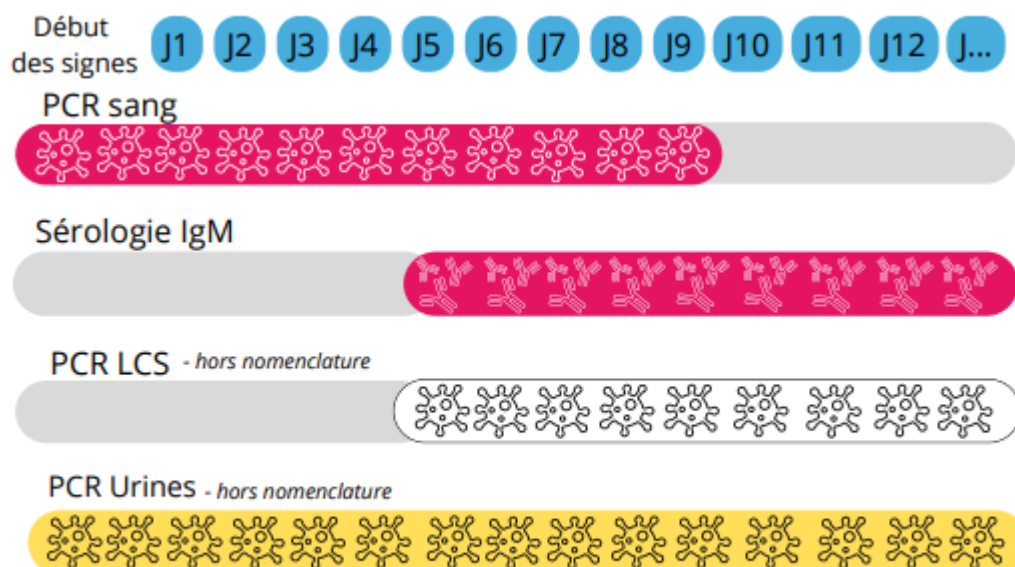 Début
des signes J1 J2 J3 J4 J5 J6 J7 J8 J9 J10 J11 J12 J...
PCR sang
Sérologie IgM
PCR LCS - hors nomenclature
PCR Urines - hors nomenclature